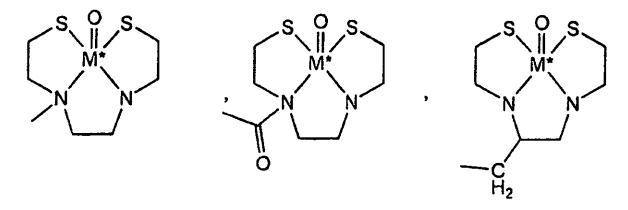 S O S S O S S O S
M* M* M*
N N , N N , N N
O C
H2